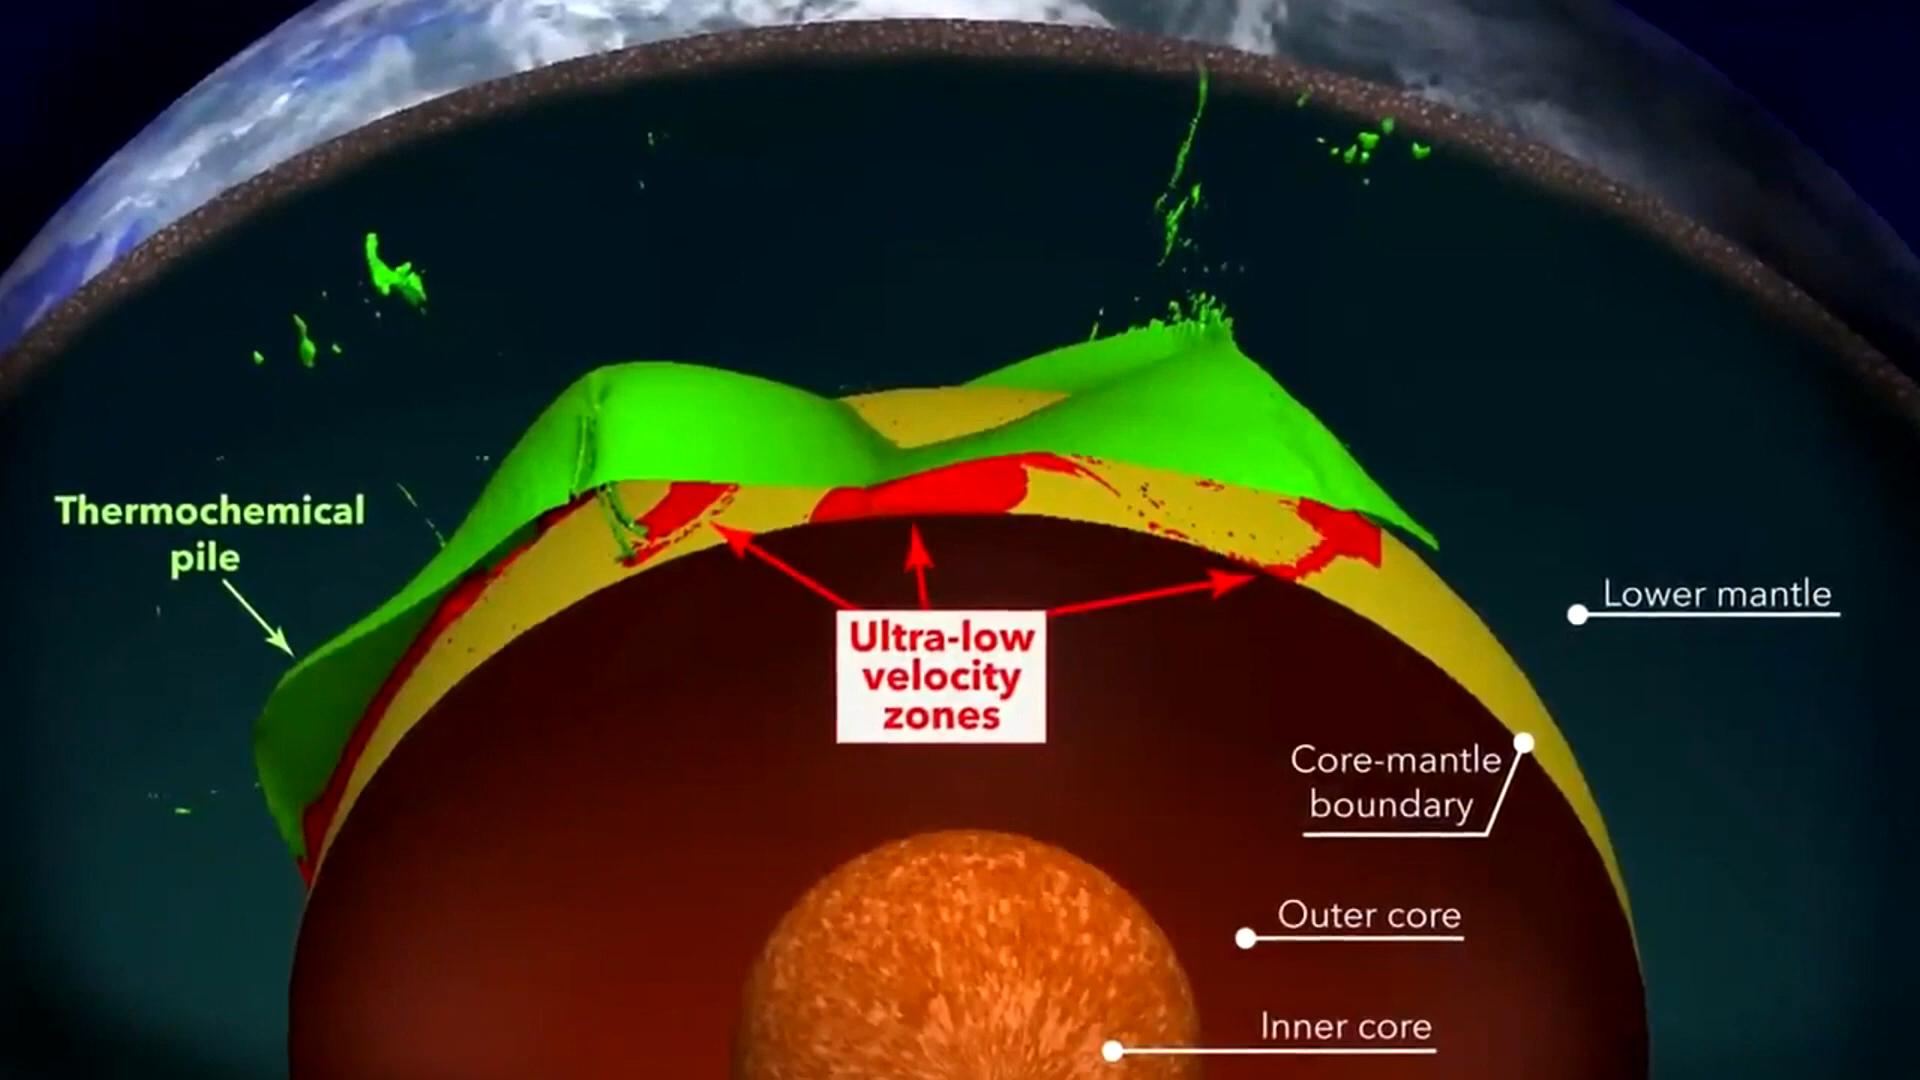 Thermochemical
pile
Ultra-low
velocity
zones
Lower mantle
Core-mantle
boundary
Outer core
Inner core